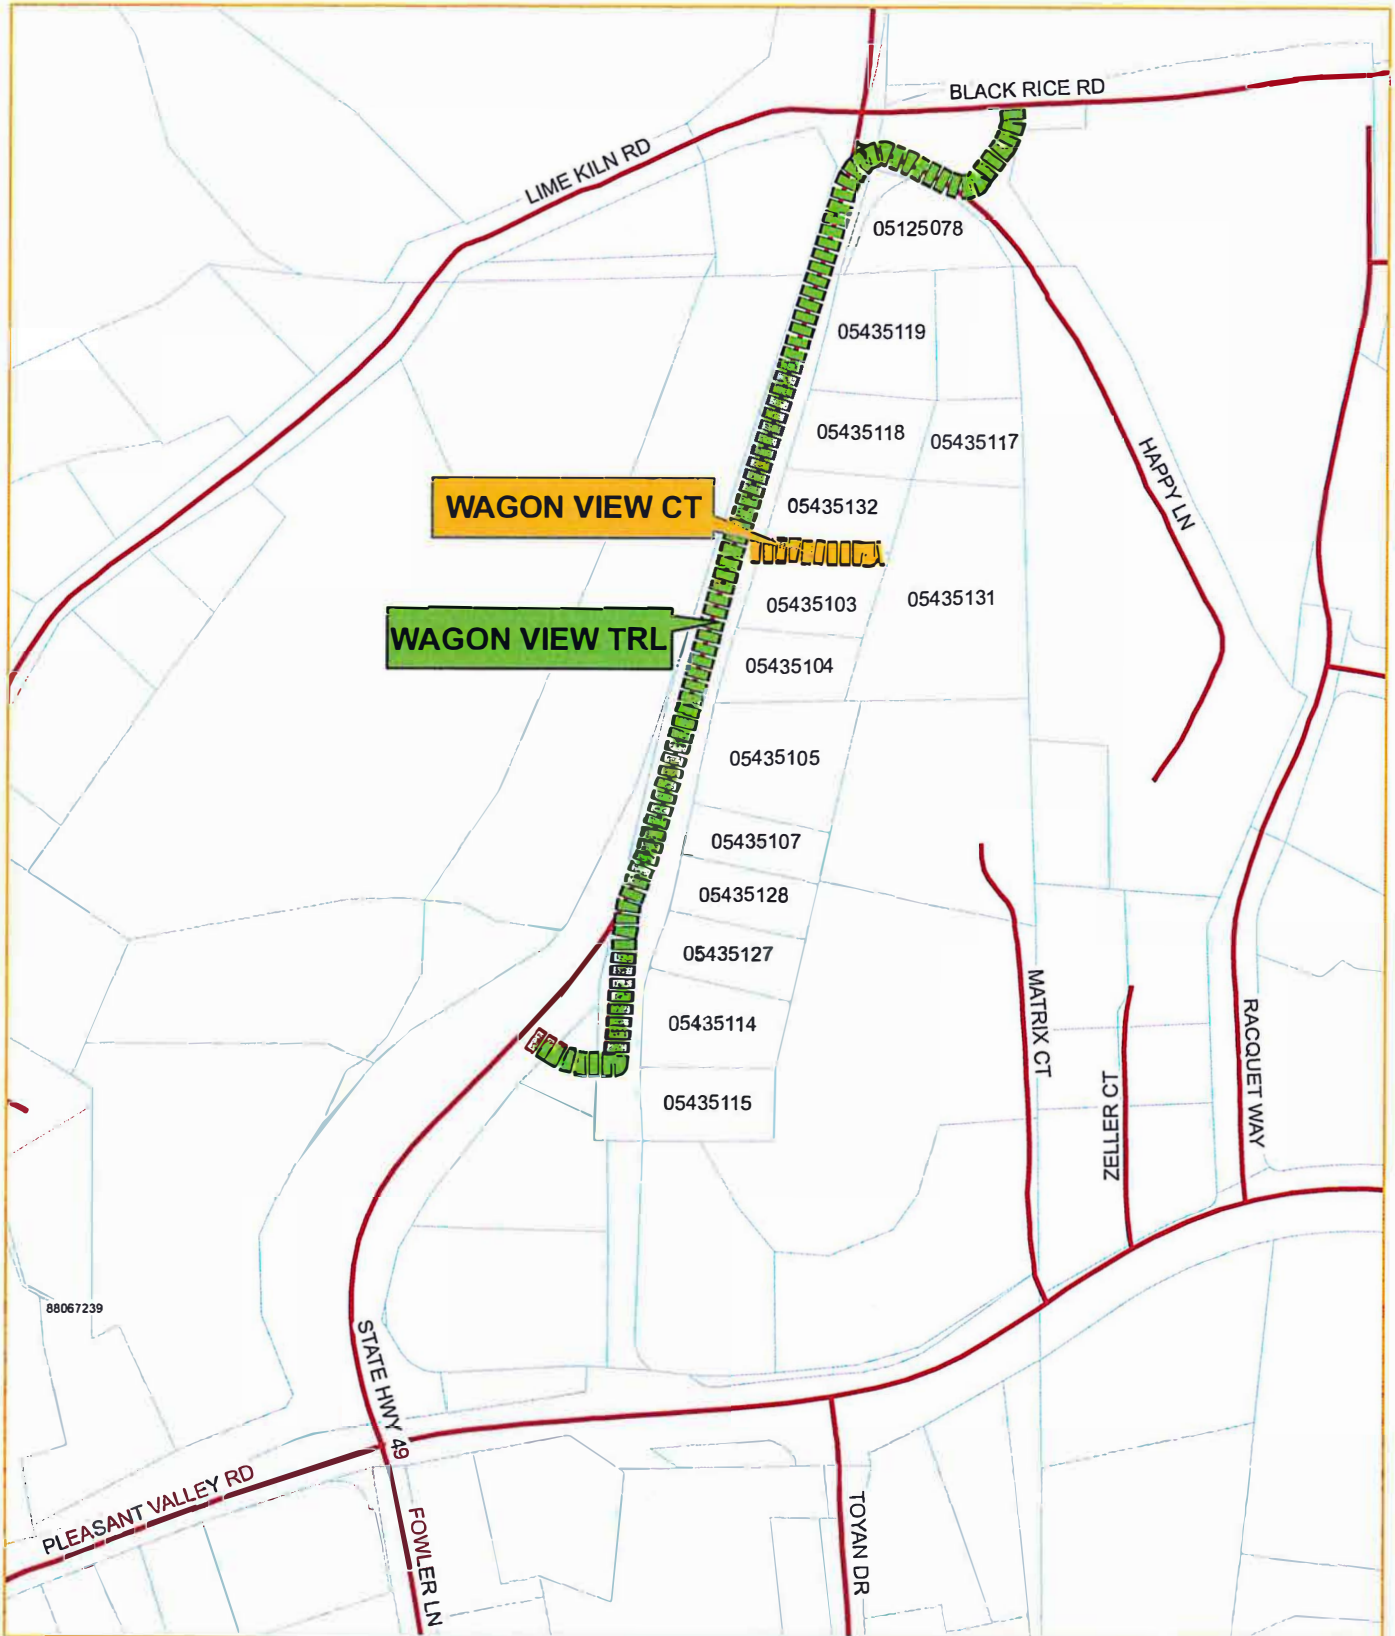 BLACK RICE RD
LIME KILN RD
05125078
05435119
05435118
05435117
HAPPY LN
WAGON VIEW CT
05435132
05435103
05435131
WAGON VIEW TRL
05435104
05435105
05435107
05435128
05435127
MATRIX CT
05435114
RACQUET WAY
ZELLER CT
05435115
88067239
STATE HWY 49
PLEASANT VALLEY RD
FOWLER LN
TOYAN DR